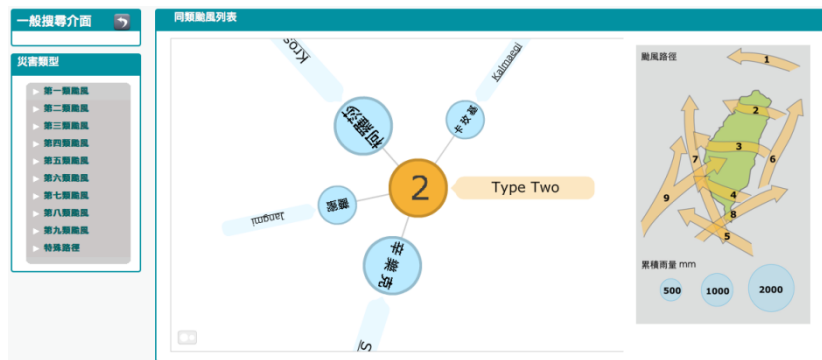 一般搜尋介面
災害類型
第一類颱風
第二類颱風
第三類颱風
第四類颱風
第五類颱風
第六類颱風
第七類颱風
第八類颱風
第九類颱風
特殊路徑
同類颱風列表
Kros
Kalmaegi
柯羅莎
卡玫基
2
Type Two
薔蜜
Jangmi
辛樂克
S
颱風路徑
1
2
3
7
6
4
9
8
5
累積雨量 mm
500
1000
2000